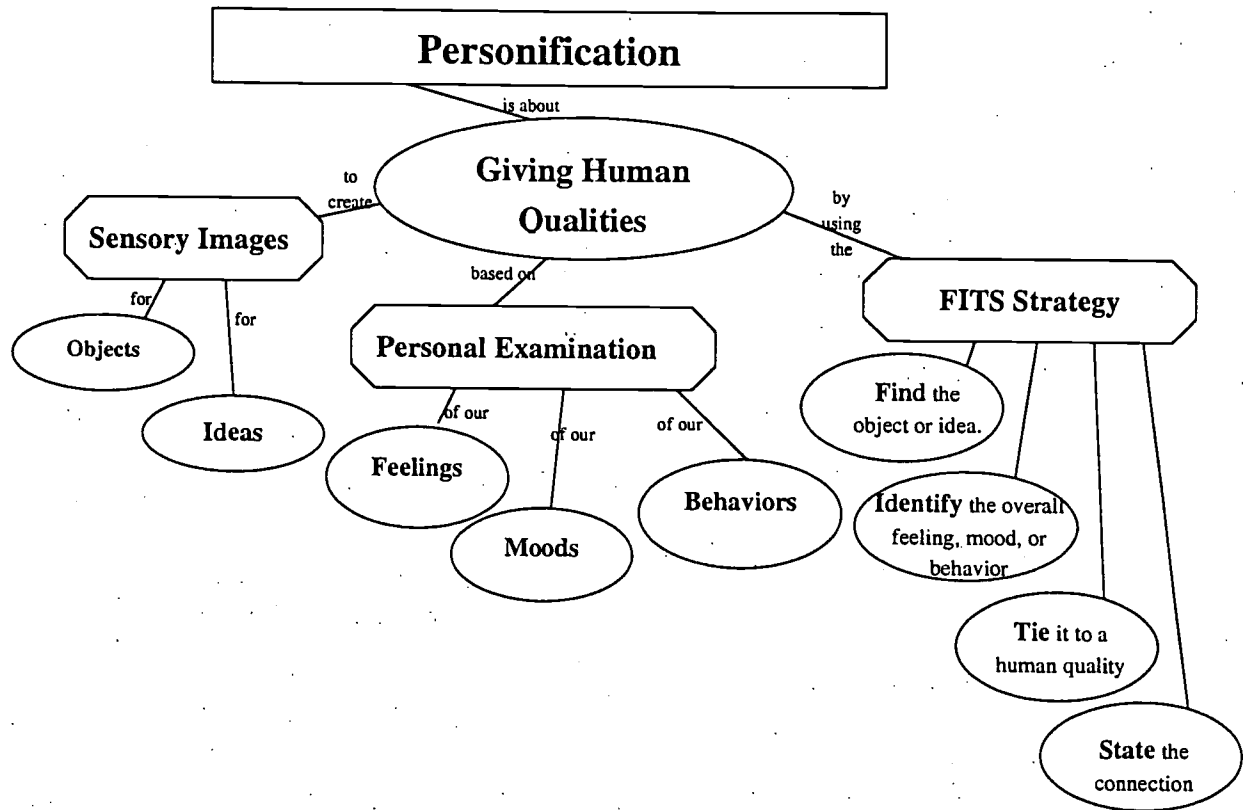 Personification
is about
Giving Human
Qualities
to
create
Sensory Images
for
Objects
for
Ideas
based on
Personal Examination
of our
Feelings
of our
Moods
of our
Behaviors
by
using
the
FITS Strategy
Find the
object or idea.
Identify the overall
feeling, mood, or
behavior
Tie it to a
human quality
State the
connection